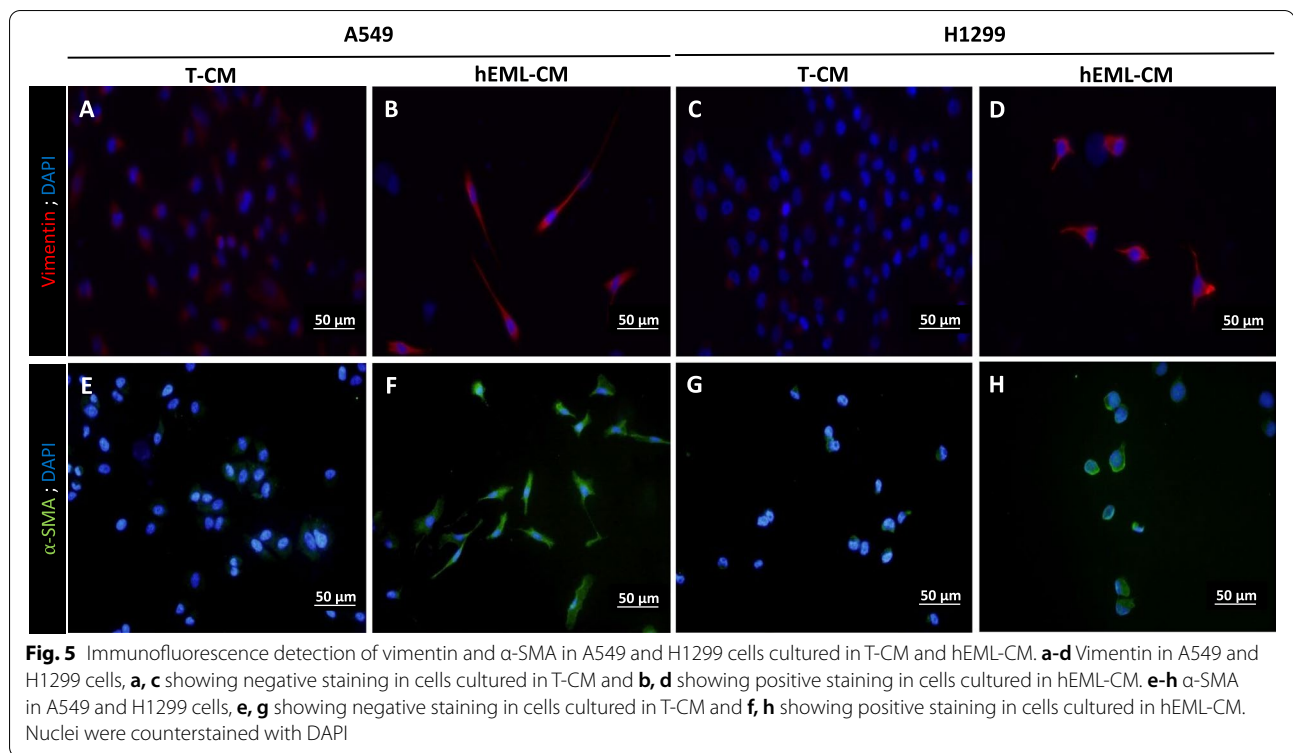 A549
H1299
T-CM
hEML-CM
T-CM
hEML-CM
Vimentin ; DAPI
A
B
C
D
50 µm
50 µm
50 µm
50 µm
α-SMA ; DAPI
E
F
G
H
50 µm
50 µm
50 µm
50 µm
Fig. 5 Immunofluorescence detection of vimentin and α-SMA in A549 and H1299 cells cultured in T-CM and hEML-CM. a-d Vimentin in A549 and
H1299 cells, a, c showing negative staining in cells cultured in T-CM and b, d showing positive staining in cells cultured in hEML-CM. e-h α-SMA
in A549 and H1299 cells, e, g showing negative staining in cells cultured in T-CM and f, h showing positive staining in cells cultured in hEML-CM.
Nuclei were counterstained with DAPI